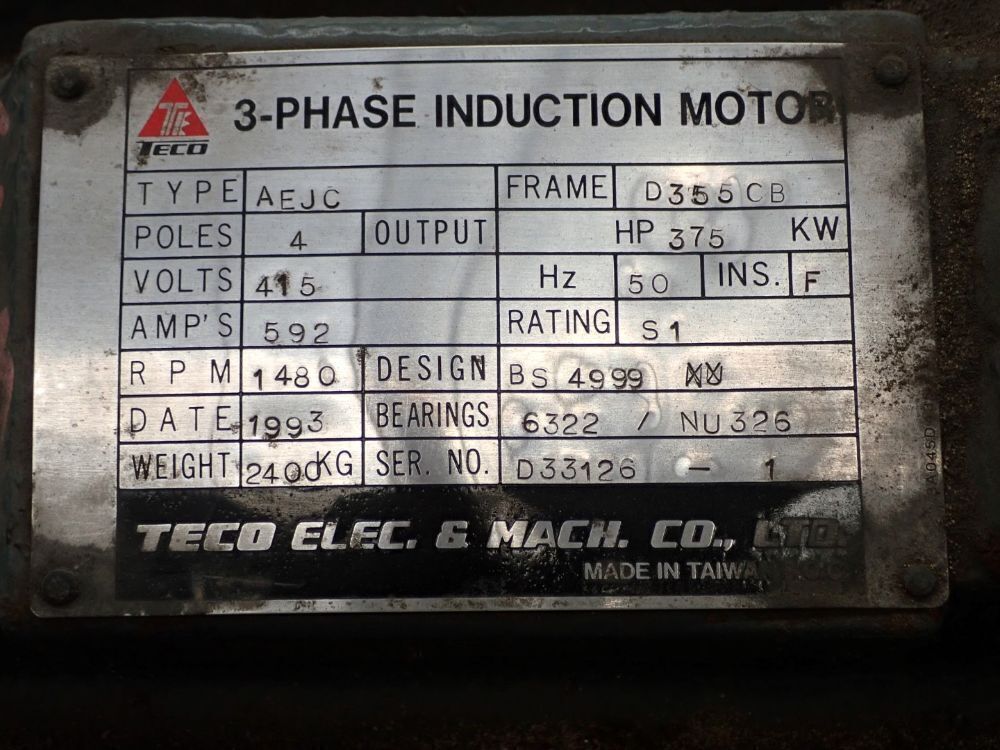 TECO
3-PHASE INDUCTION MOTOR
TYPE AEJC FRAME D355CB
POLES 4 OUTPUT HP 375 KW
VOLTS 415 Hz 50 INS. F
AMP'S 592 RATING S1
RPM 1480 DESIGN BS 4999
DATE 1993 BEARINGS 6322 / NU326
WEIGHT 2400KG SER. NO. D33126 - 1
TECO ELEC. & MACH. CO., LTD.
MADE IN TAIWAN